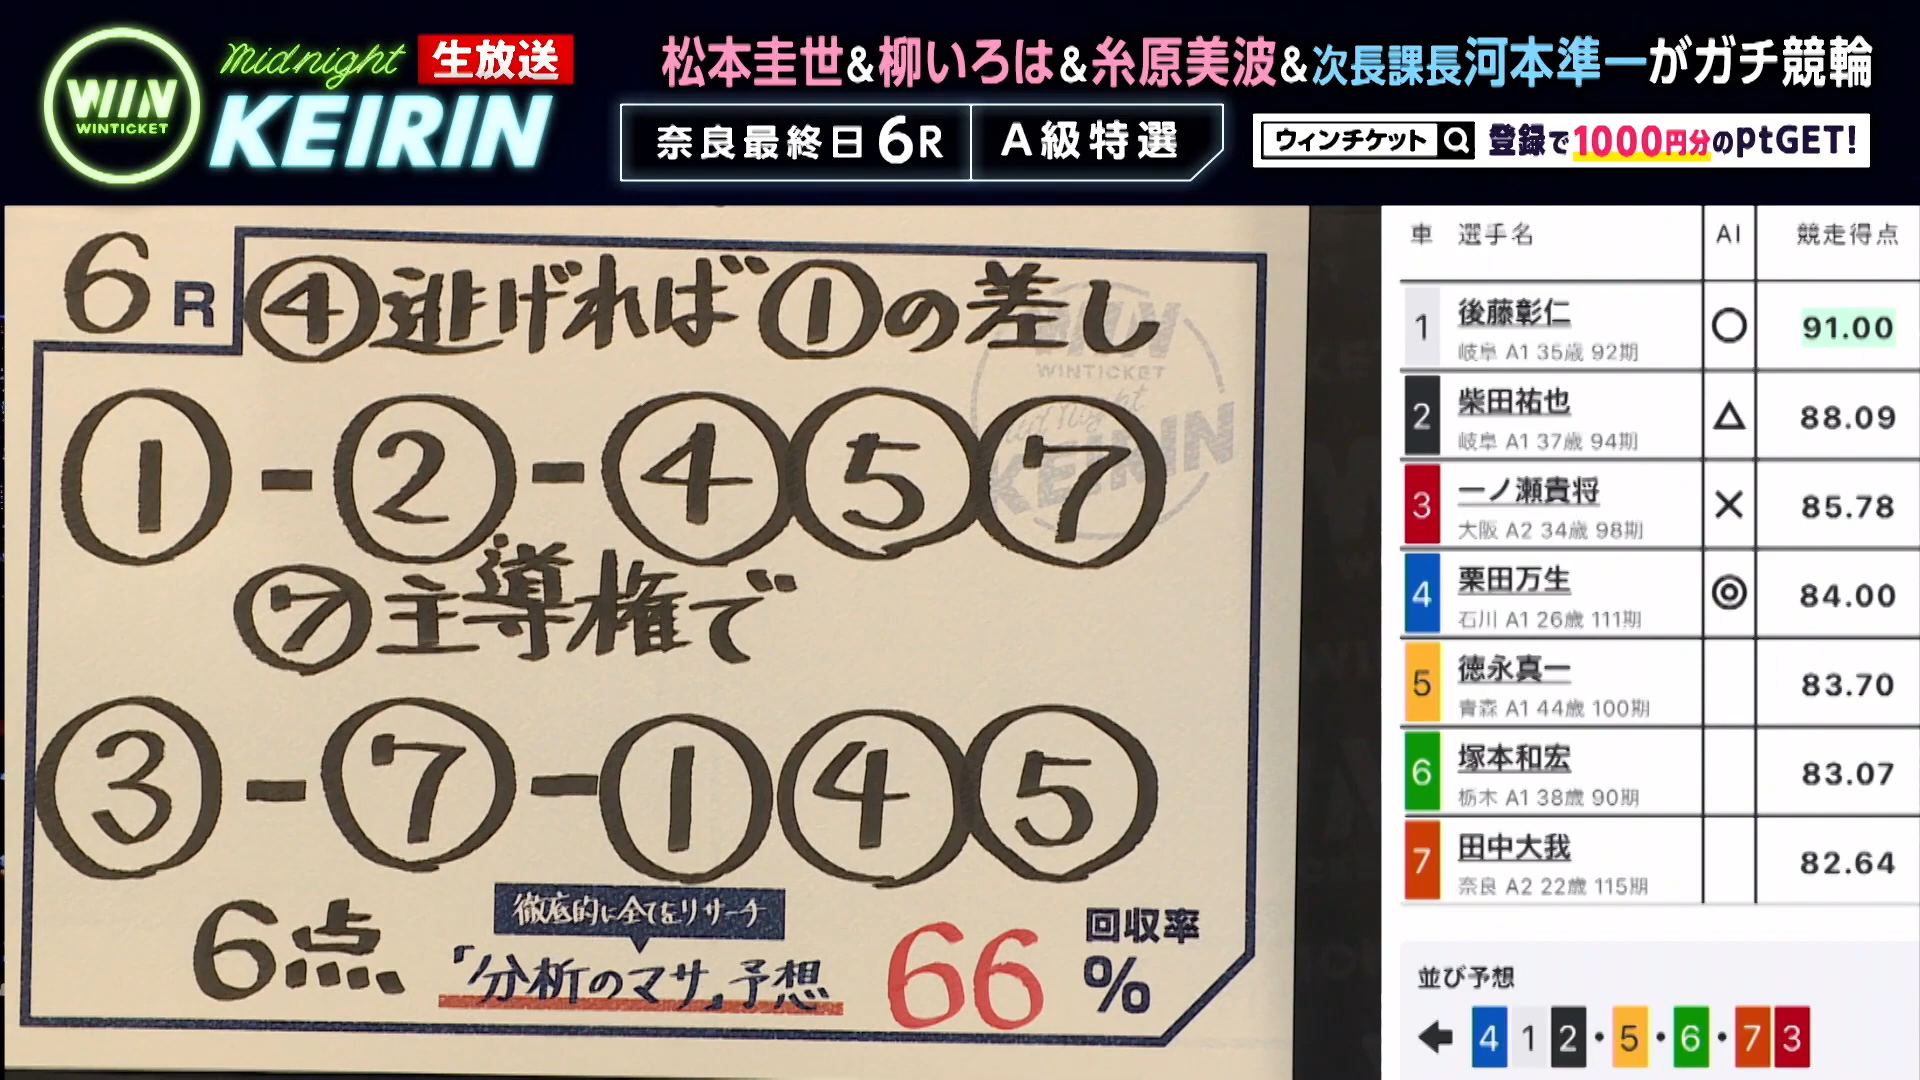 WIN
WINTICKET
Midnight
KEIRIN
生放送
松本圭世&柳いろは&糸原美波&次長課長河本準一がガチ競輪
奈良最終日6R
A級特選
ウィンチケット
登録で1000円分のptGET!
6R
④逃げれば①の差し
①-②-④⑤⑦
⑦主導権で
③-⑦-①④⑤
6点
徹底的に全てをリサーチ
「分析のマサ」予想
66
回収率
%
WIN
WINTICKET
Midnight
KEIRIN
車 選手名 AI 競走得点
1 後藤彰仁 ○ 91.00
岐阜 A1 35歳 92期
2 柴田祐也 △ 88.09
岐阜 A1 37歳 94期
3 一ノ瀬貴将 × 85.78
大阪 A2 34歳 98期
4 栗田万生 ◎ 84.00
石川 A1 26歳 111期
5 徳永真一 83.70
青森 A1 44歳 100期
6 塚本和宏 83.07
栃木 A1 38歳 90期
7 田中大我 82.64
奈良 A2 22歳 115期
並び予想
← 4 1 2・5・6・7 3